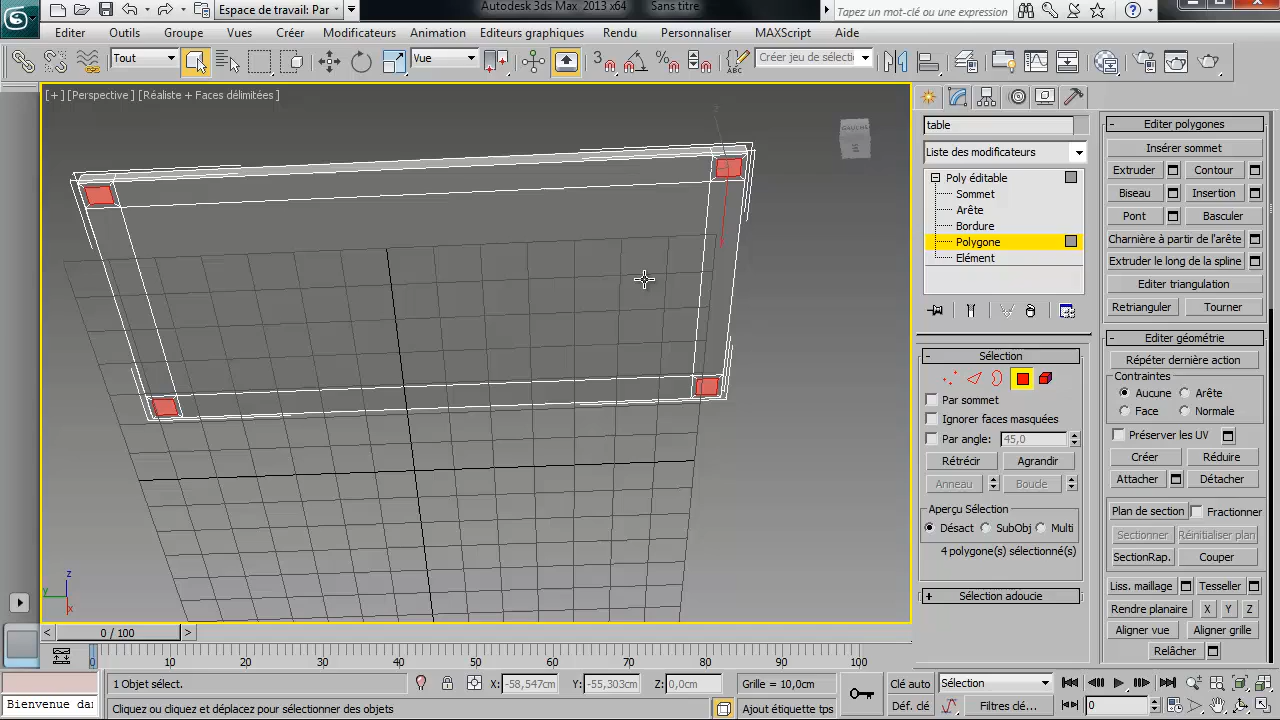 Espace de travail: Par
Autodesk 3ds Max 2013 x64
Sans titre
Tapez un mot-clé ou une expression
Editer
Outils
Groupe
Vues
Créer
Modificateurs
Animation
Editeurs graphiques
Rendu
Personnaliser
MAXScript
Aide
Tout
Vue
3
ABC
Créer jeu de sélectio
[ + ] [Perspective ] [Réaliste + Faces délimitées ]
GAUCHE
z
table
Liste des modificateurs
Poly éditable
Sommet
Arête
Bordure
Polygone
Elément
Sélection
Par sommet
Ignorer faces masquées
Par angle:
45,0
Rétrécir
Agrandir
Anneau
Boucle
Aperçu Sélection
Désact
SubObj
Multi
4 polygone(s) sélectionné(s)
Sélection adoucie
Editer polygones
Insérer sommet
Extruder
Contour
Biseau
Insertion
Pont
Basculer
Charnière à partir de l'arête
Extruder le long de la spline
Editer triangulation
Retrianguler
Tourner
Editer géométrie
Répéter dernière action
Contraintes
Aucune
Arête
Face
Normale
Préserver les UV
Créer
Réduire
Attacher
Détacher
Plan de section
Fractionner
Sectionner
Réinitialiser plan
SectionRap.
Couper
Liss. maillage
Tesseller
Rendre planaire
X
Y
Z
Aligner vue
Aligner grille
Relâcher
z
y
x
0 / 100
0
10
20
30
40
50
60
70
80
90
100
1 Objet sélect.
X:
-58,547cm
Y:
-55,303cm
Z:
0,0cm
Grille = 10,0cm
Clé auto
Sélection
Bienvenue dan
Cliquez ou cliquez et déplacez pour sélectionner des objets
Ajout étiquette tps
Déf. clé
Filtres clé...
0